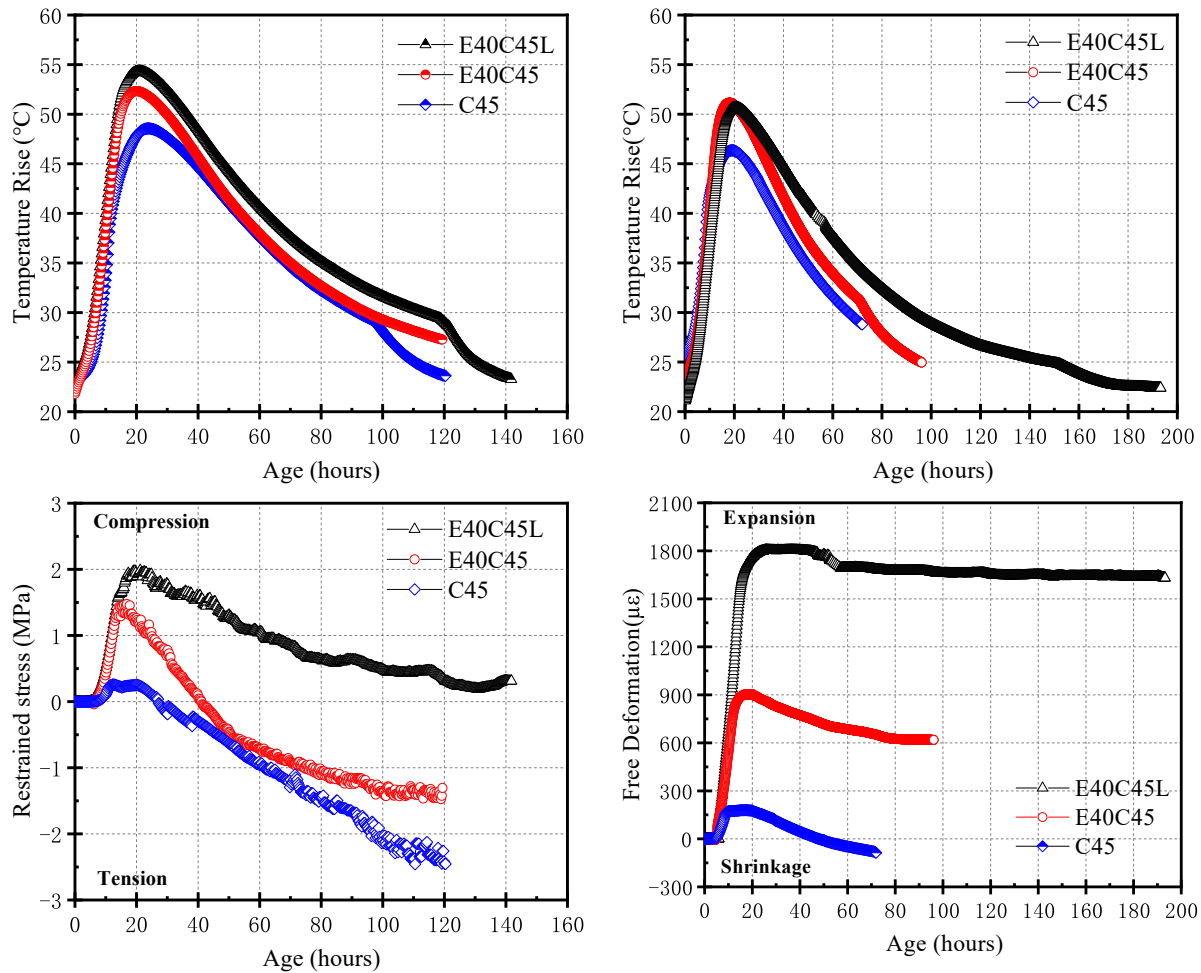 60
55
50
45
40
35
30
25
20
Temperature Rise (°C)
E40C45L
E40C45
C45
0 20 40 60 80 100 120 140 160
Age (hours)
60
55
50
45
40
35
30
25
20
Temperature Rise(°C)
E40C45L
E40C45
C45
0 20 40 60 80 100 120 140 160 180 200
Age (hours)
3
2
1
0
−1
−2
−3
Restrained stress (MPa)
Compression
E40C45L
E40C45
C45
Tension
0 20 40 60 80 100 120 140 160
Age (hours)
2100
1800
1500
1200
900
600
300
0
−300
Free Deformation(με)
Expansion
E40C45L
E40C45
C45
Shrinkage
0 20 40 60 80 100 120 140 160 180 200
Age (hours)